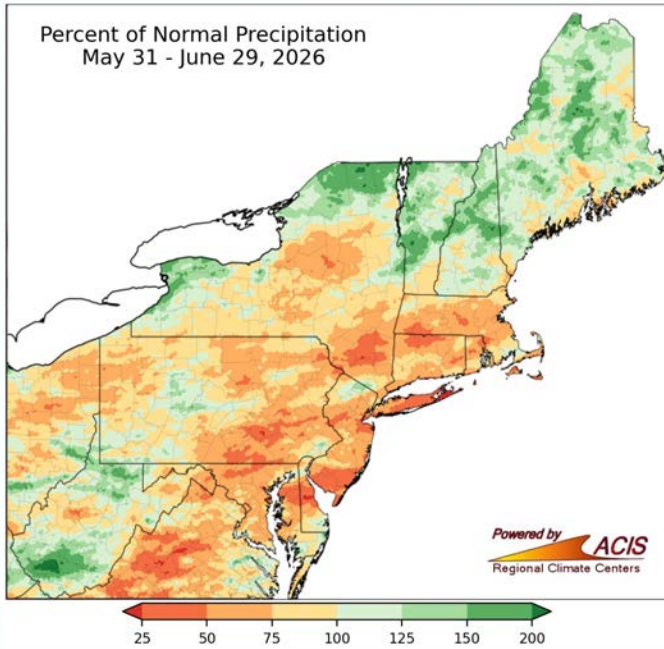 Percent of Normal Precipitation
May 31 - June 29, 2026
Powered by
ACIS
Regional Climate Centers
25 50 75 100 125 150 200